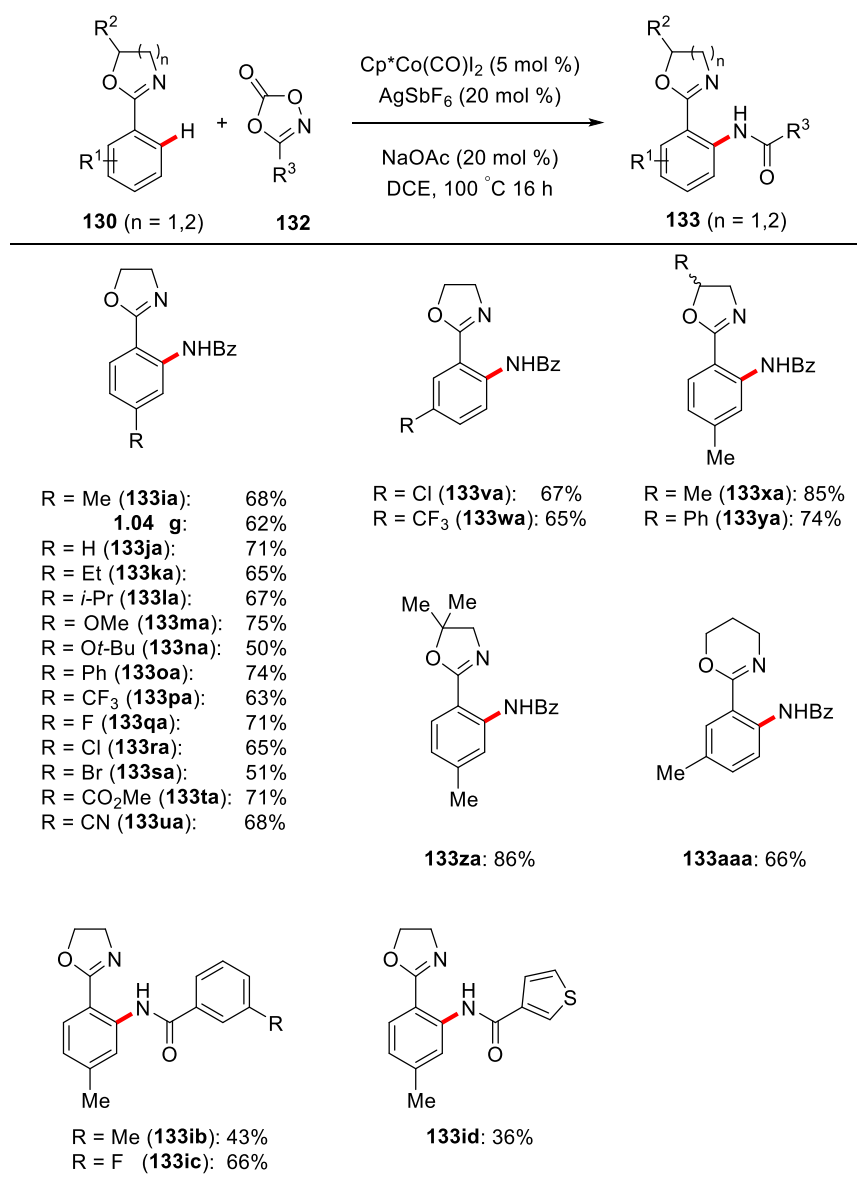 R2
( )n
O N
H
R1
130 (n = 1,2)
+
O O O N
R3
132
Cp*Co(CO)I2 (5 mol %)
AgSbF6 (20 mol %)
NaOAc (20 mol %)
DCE, 100 °C 16 h
R2
( )n
O N
H
N R3
R1 O
133 (n = 1,2)
O N
NHBz
R
R = Me (133ia): 68%
1.04 g: 62%
R = H (133ja): 71%
R = Et (133ka): 65%
R = i-Pr (133la): 67%
R = OMe (133ma): 75%
R = Ot-Bu (133na): 50%
R = Ph (133oa): 74%
R = CF3 (133pa): 63%
R = F (133qa): 71%
R = Cl (133ra): 65%
R = Br (133sa): 51%
R = CO2Me (133ta): 71%
R = CN (133ua): 68%
O N
NHBz
R
R = Cl (133va): 67%
R = CF3 (133wa): 65%
R
O N
NHBz
Me
R = Me (133xa): 85%
R = Ph (133ya): 74%
Me Me
O N
NHBz
Me
133za: 86%
O N
NHBz
Me
133aaa: 66%
O N
H
N
R
O
Me
R = Me (133ib): 43%
R = F (133ic): 66%
O N
H
N
S
O
Me
133id: 36%